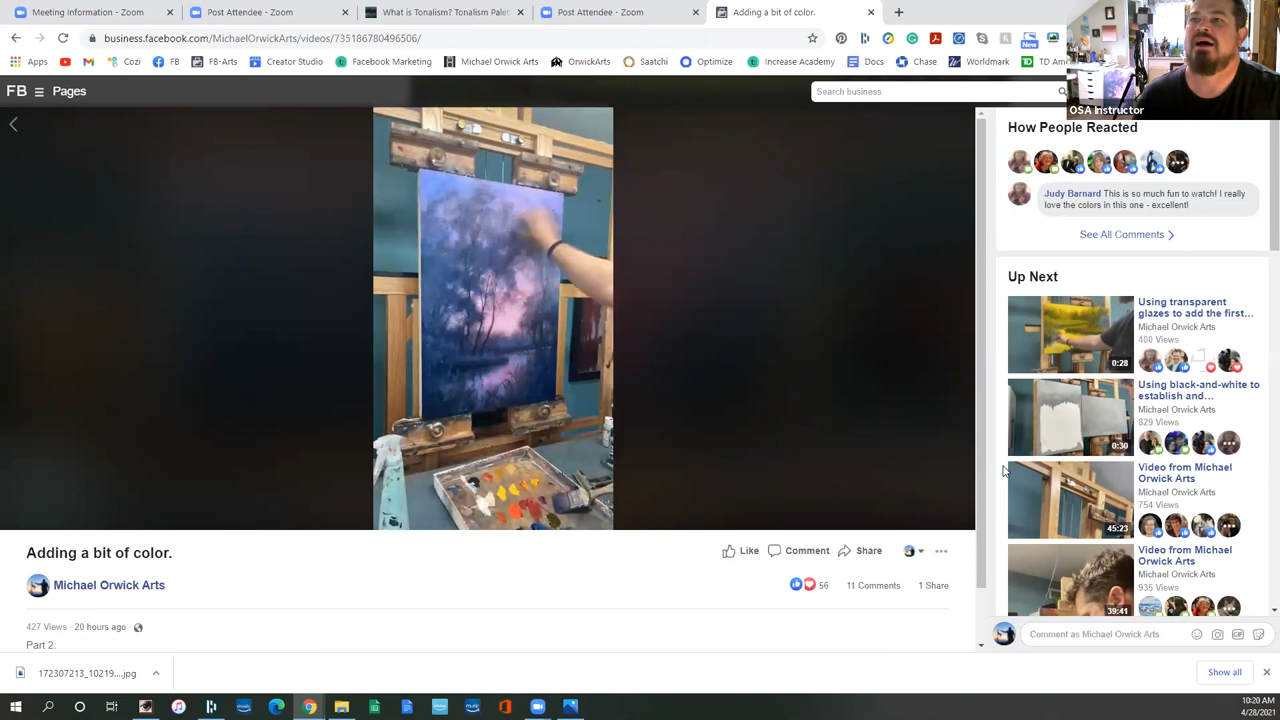 Meeting Information - Zoom
Post Attendee - Zoom
What is Tonalism? Tonalism Palet
Post Attendee - Zoom
Adding a bit of color.
business.facebook.com/MichaelOrwickArts/videos/735186780496506/
New
Apps
Cozi
FB
FB-Arts
Creator Studio
Facebook Marketing
Michael Orwick Arts
OrwickArts
Saatchi
Optimize
Increase Academy
Docs
Chase
Worldmark
TD Am
OSA Instructor
FB
Pages
Search business
How People Reacted
Judy Barnard This is so much fun to watch! I really
love the colors in this one - excellent!
See All Comments
Up Next
Using transparent
glazes to add the first...
Michael Orwick Arts
400 Views
0:28
Using black-and-white to
establish and...
Michael Orwick Arts
829 Views
0:30
Video from Michael
Orwick Arts
Michael Orwick Arts
754 Views
45:23
Video from Michael
Orwick Arts
Michael Orwick Arts
935 Views
39:41
Adding a bit of color.
Like
Comment
Share
Michael Orwick Arts
56
11 Comments
1 Share
427 Views · 20 hours ago ·
Part 2.
Comment as Michael Orwick Arts
GIF
172307213_10219....jpg
Show all
10:20 AM
4/28/2021